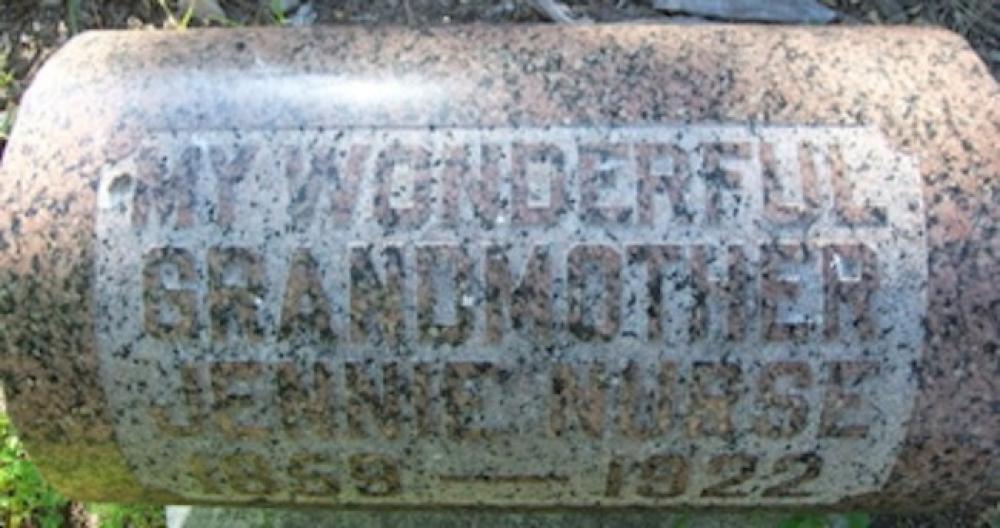 MY WONDERFUL
GRANDMOTHER
JENNIE NURSE
1859 — 1922